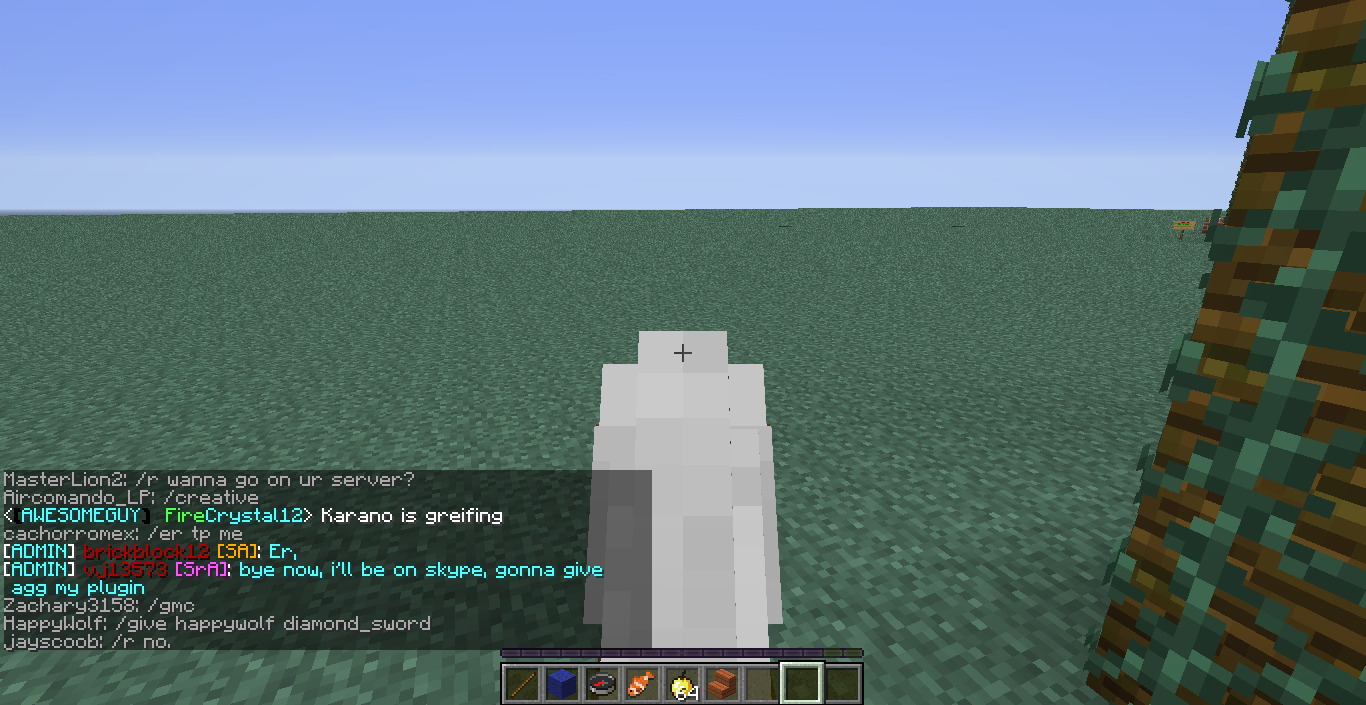 MasterLion2: /r wanna go on ur server?
Aircomando_LP: /creative
<[AWESOMEGUY] FireCrystal12> Karano is greifing
cachorromex: /er tp me
[ADMIN] brickblock12 [SA]: Er,
[ADMIN] vj13573 [SrA]: bye now, i'll be on skype, gonna give
agg my plugin
Zachary3158: /gmc
HappyWolf: /give happywolf diamond_sword
jayscoob: /r no.
64